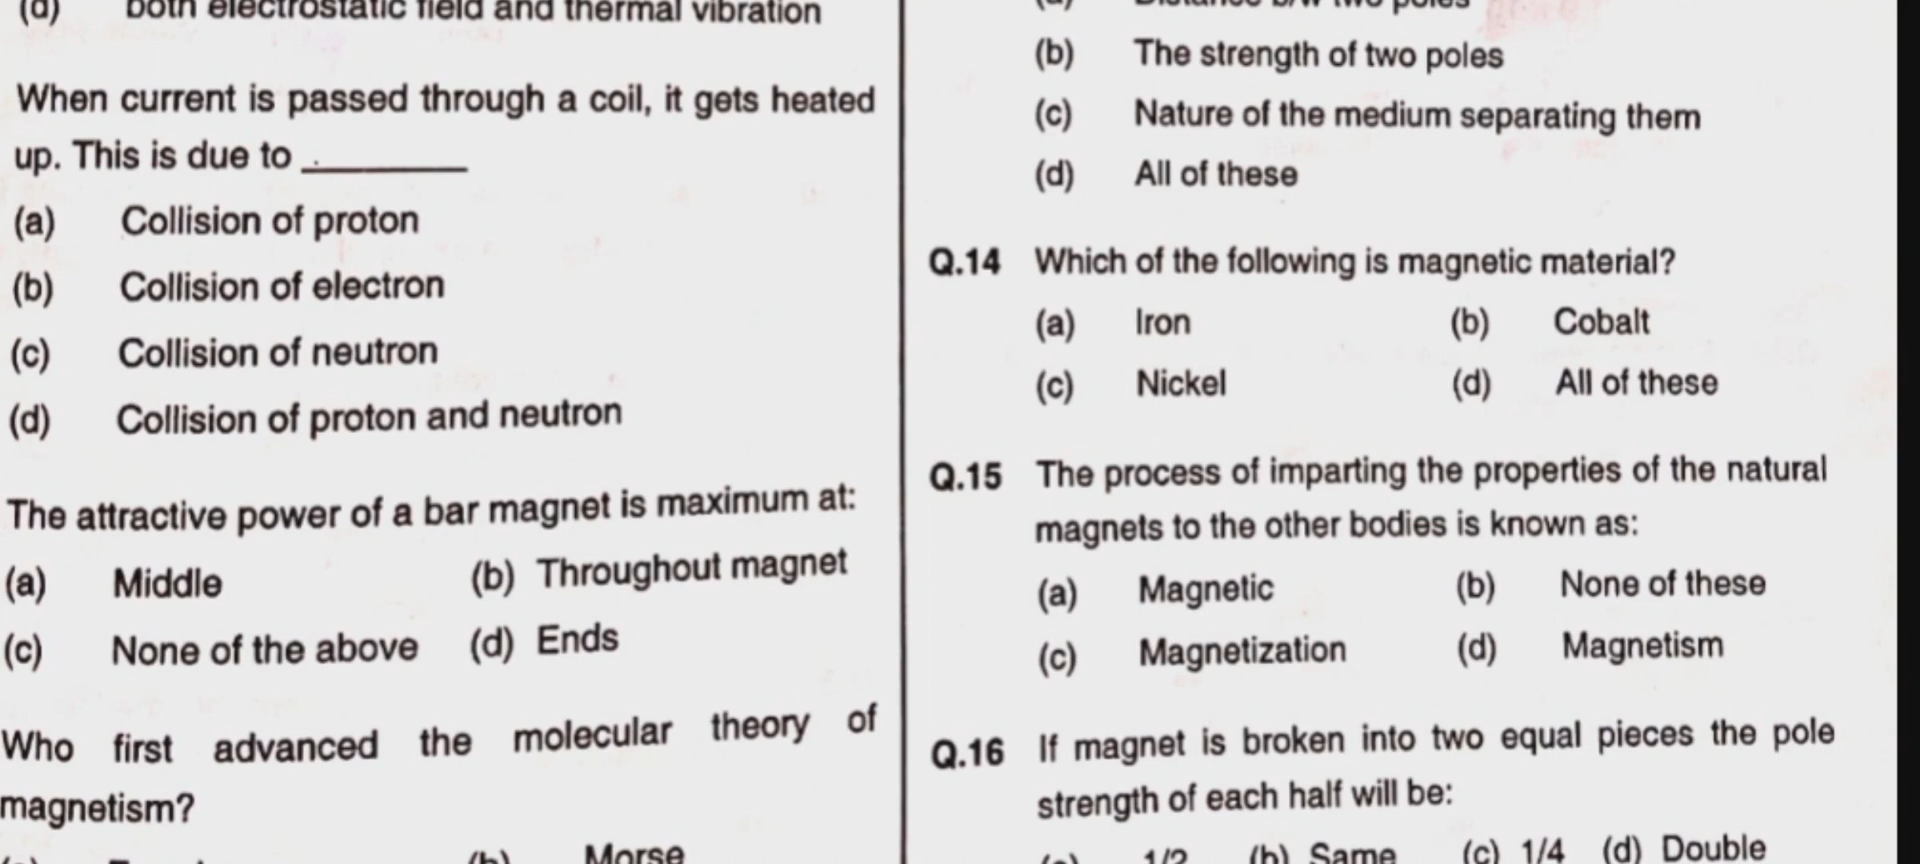 (d) both electrostatic field and thermal vibration
When current is passed through a coil, it gets heated
up. This is due to ________
(a) Collision of proton
(b) Collision of electron
(c) Collision of neutron
(d) Collision of proton and neutron
The attractive power of a bar magnet is maximum at:
(a) Middle (b) Throughout magnet
(c) None of the above (d) Ends
Who first advanced the molecular theory of
magnetism?
(b) Morse
(a) Distance b/w two poles
(b) The strength of two poles
(c) Nature of the medium separating them
(d) All of these
Q.14 Which of the following is magnetic material?
(a) Iron (b) Cobalt
(c) Nickel (d) All of these
Q.15 The process of imparting the properties of the natural
magnets to the other bodies is known as:
(a) Magnetic (b) None of these
(c) Magnetization (d) Magnetism
Q.16 If magnet is broken into two equal pieces the pole
strength of each half will be:
(a) 1/2 (b) Same (c) 1/4 (d) Double